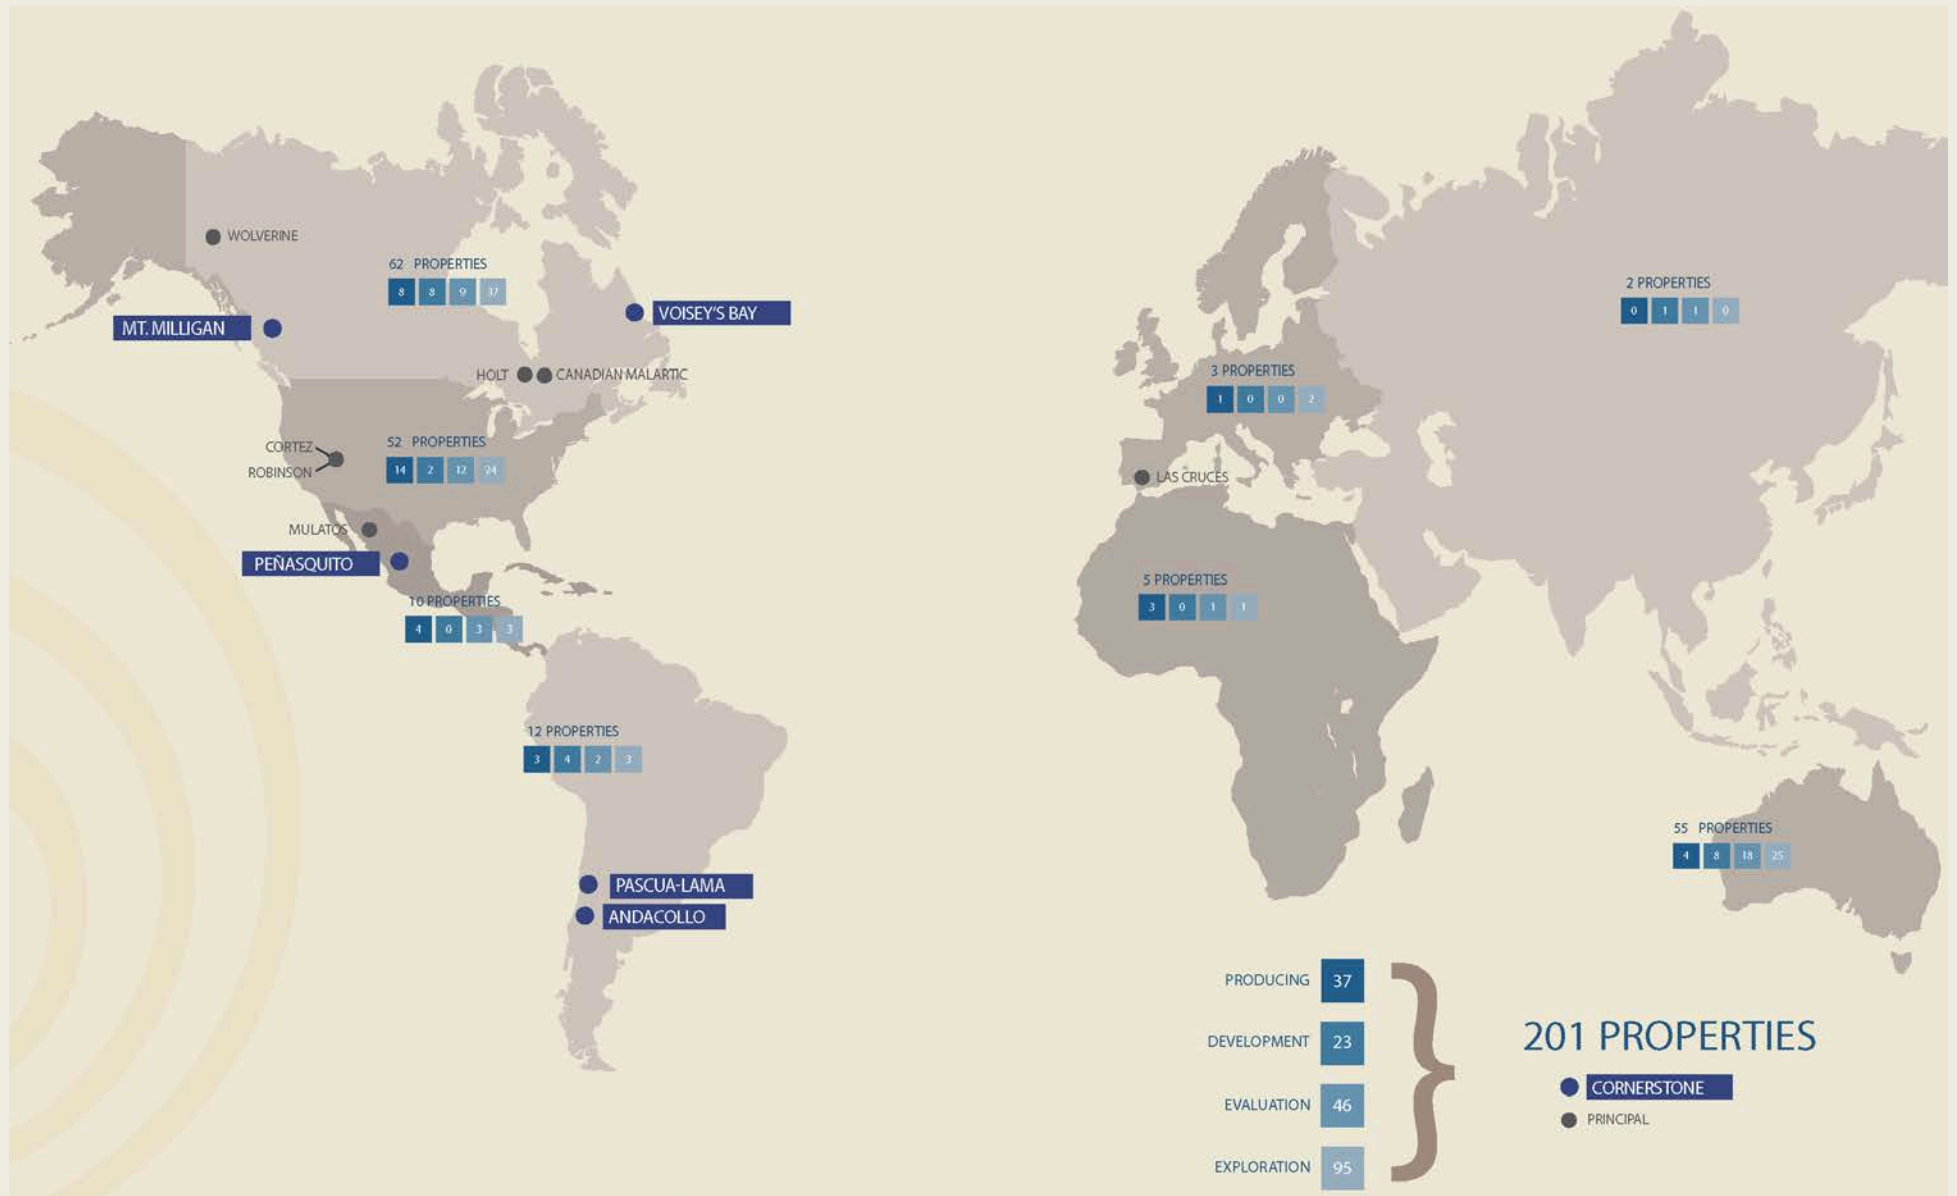 WOLVERINE
62 PROPERTIES
8 8 9 37
MT. MILLIGAN
VOISEY'S BAY
HOLT
CANADIAN MALARTIC
CORTEZ
ROBINSON
52 PROPERTIES
14 2 12 24
MULATOS
PEÑASQUITO
10 PROPERTIES
4 0 3 3
12 PROPERTIES
3 4 2 3
PASCUA-LAMA
ANDACOLLO
2 PROPERTIES
0 1 1 0
3 PROPERTIES
1 0 0 2
LAS CRUCES
5 PROPERTIES
3 0 1 1
55 PROPERTIES
4 8 18 25
PRODUCING 37
DEVELOPMENT 23
EVALUATION 46
EXPLORATION 95
201 PROPERTIES
CORNERSTONE
PRINCIPAL